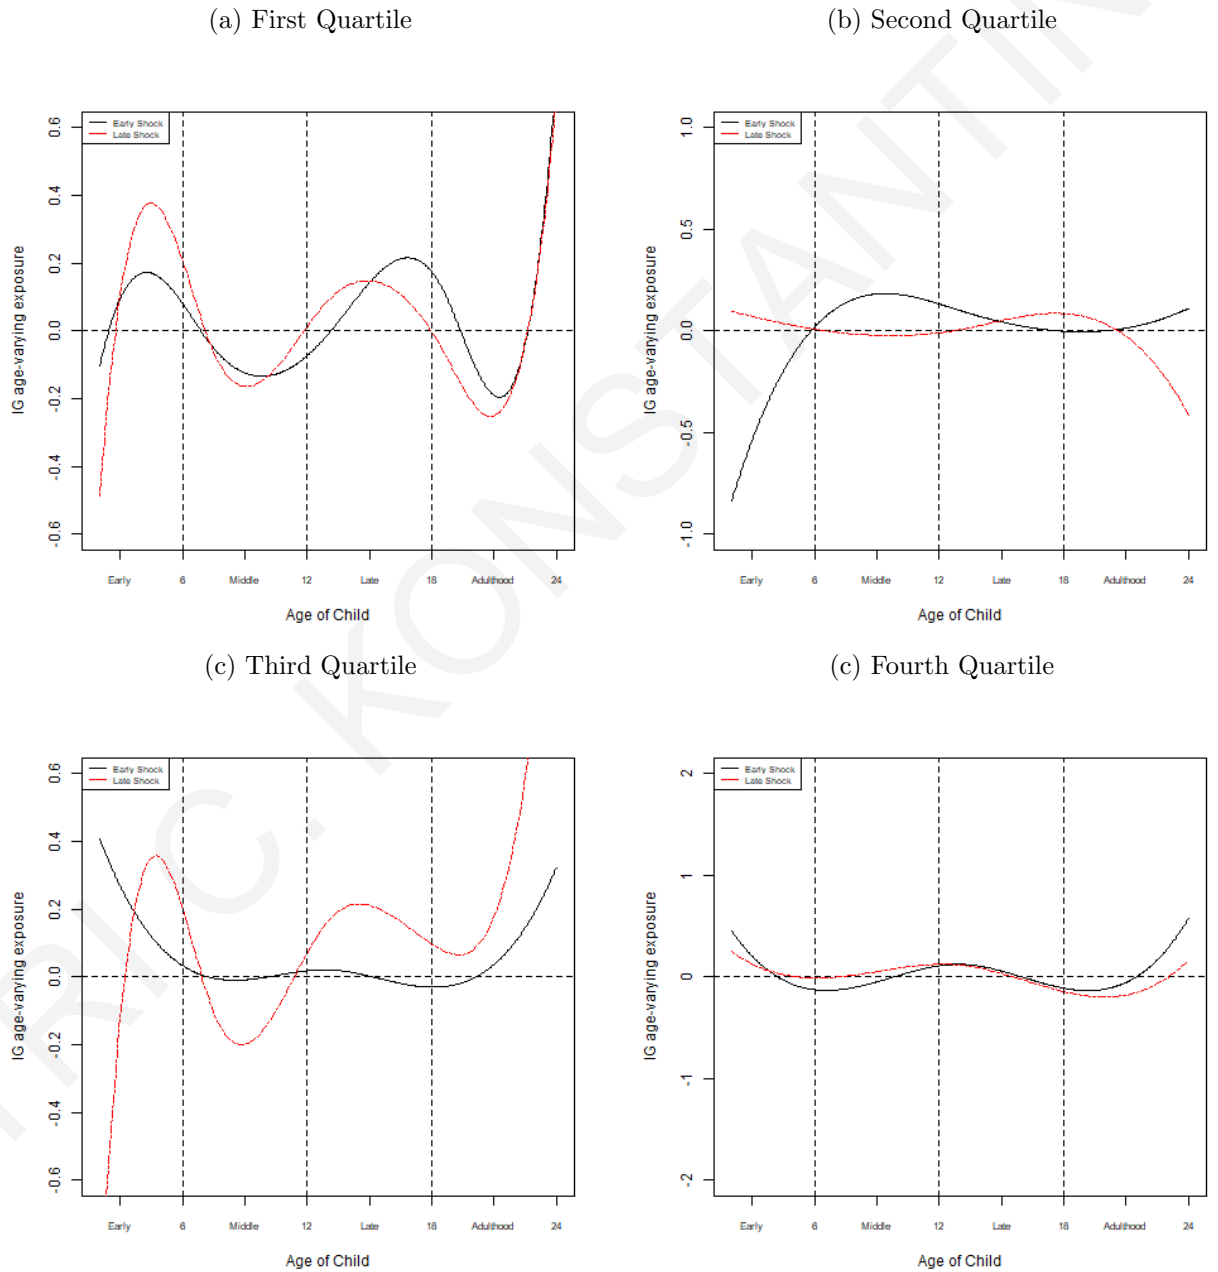 (a) First Quartile
(b) Second Quartile
Early Shock
Late Shock
IG age-varying exposure
0.6
0.4
0.2
0.0
-0.2
-0.4
-0.6
Early 6 Middle 12 Late 18 Adulthood 24
Age of Child
Early Shock
Late Shock
IG age-varying exposure
1.0
0.5
0.0
-0.5
-1.0
Early 6 Middle 12 Late 18 Adulthood 24
Age of Child
(c) Third Quartile
(c) Fourth Quartile
Early Shock
Late Shock
IG age-varying exposure
0.6
0.4
0.2
0.0
-0.2
-0.4
-0.6
Early 6 Middle 12 Late 18 Adulthood 24
Age of Child
Early Shock
Late Shock
IG age-varying exposure
2
1
0
-1
-2
Early 6 Middle 12 Late 18 Adulthood 24
Age of Child
C. KONSTANTIN